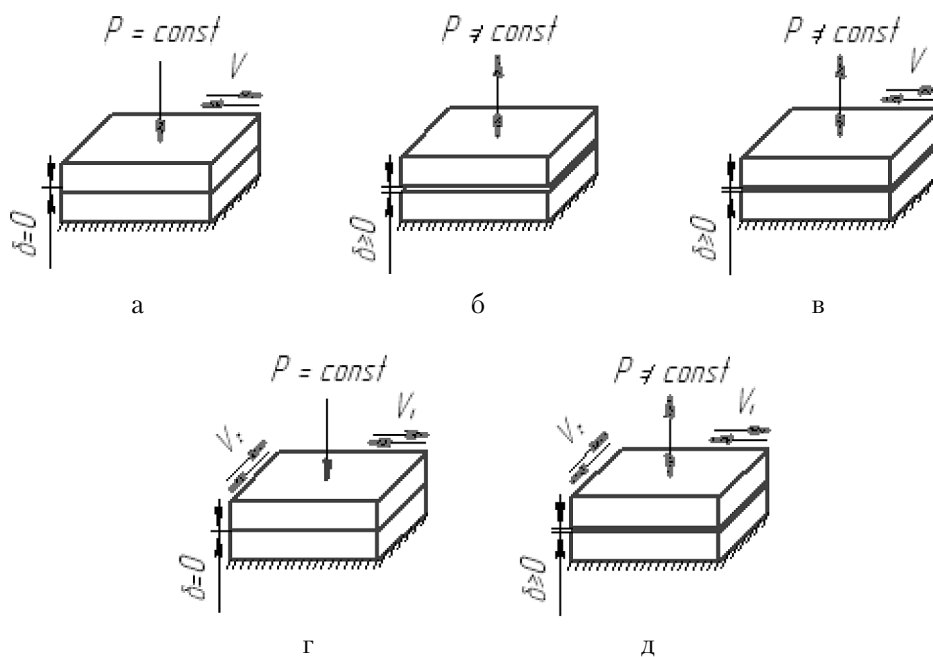 P = const
V
δ=0
а
P ≠ const
δ≥0
б
P ≠ const
V
δ≥0
в
P = const
V₁
V₂
δ=0
г
P ≠ const
V₁
V₂
δ≥0
д